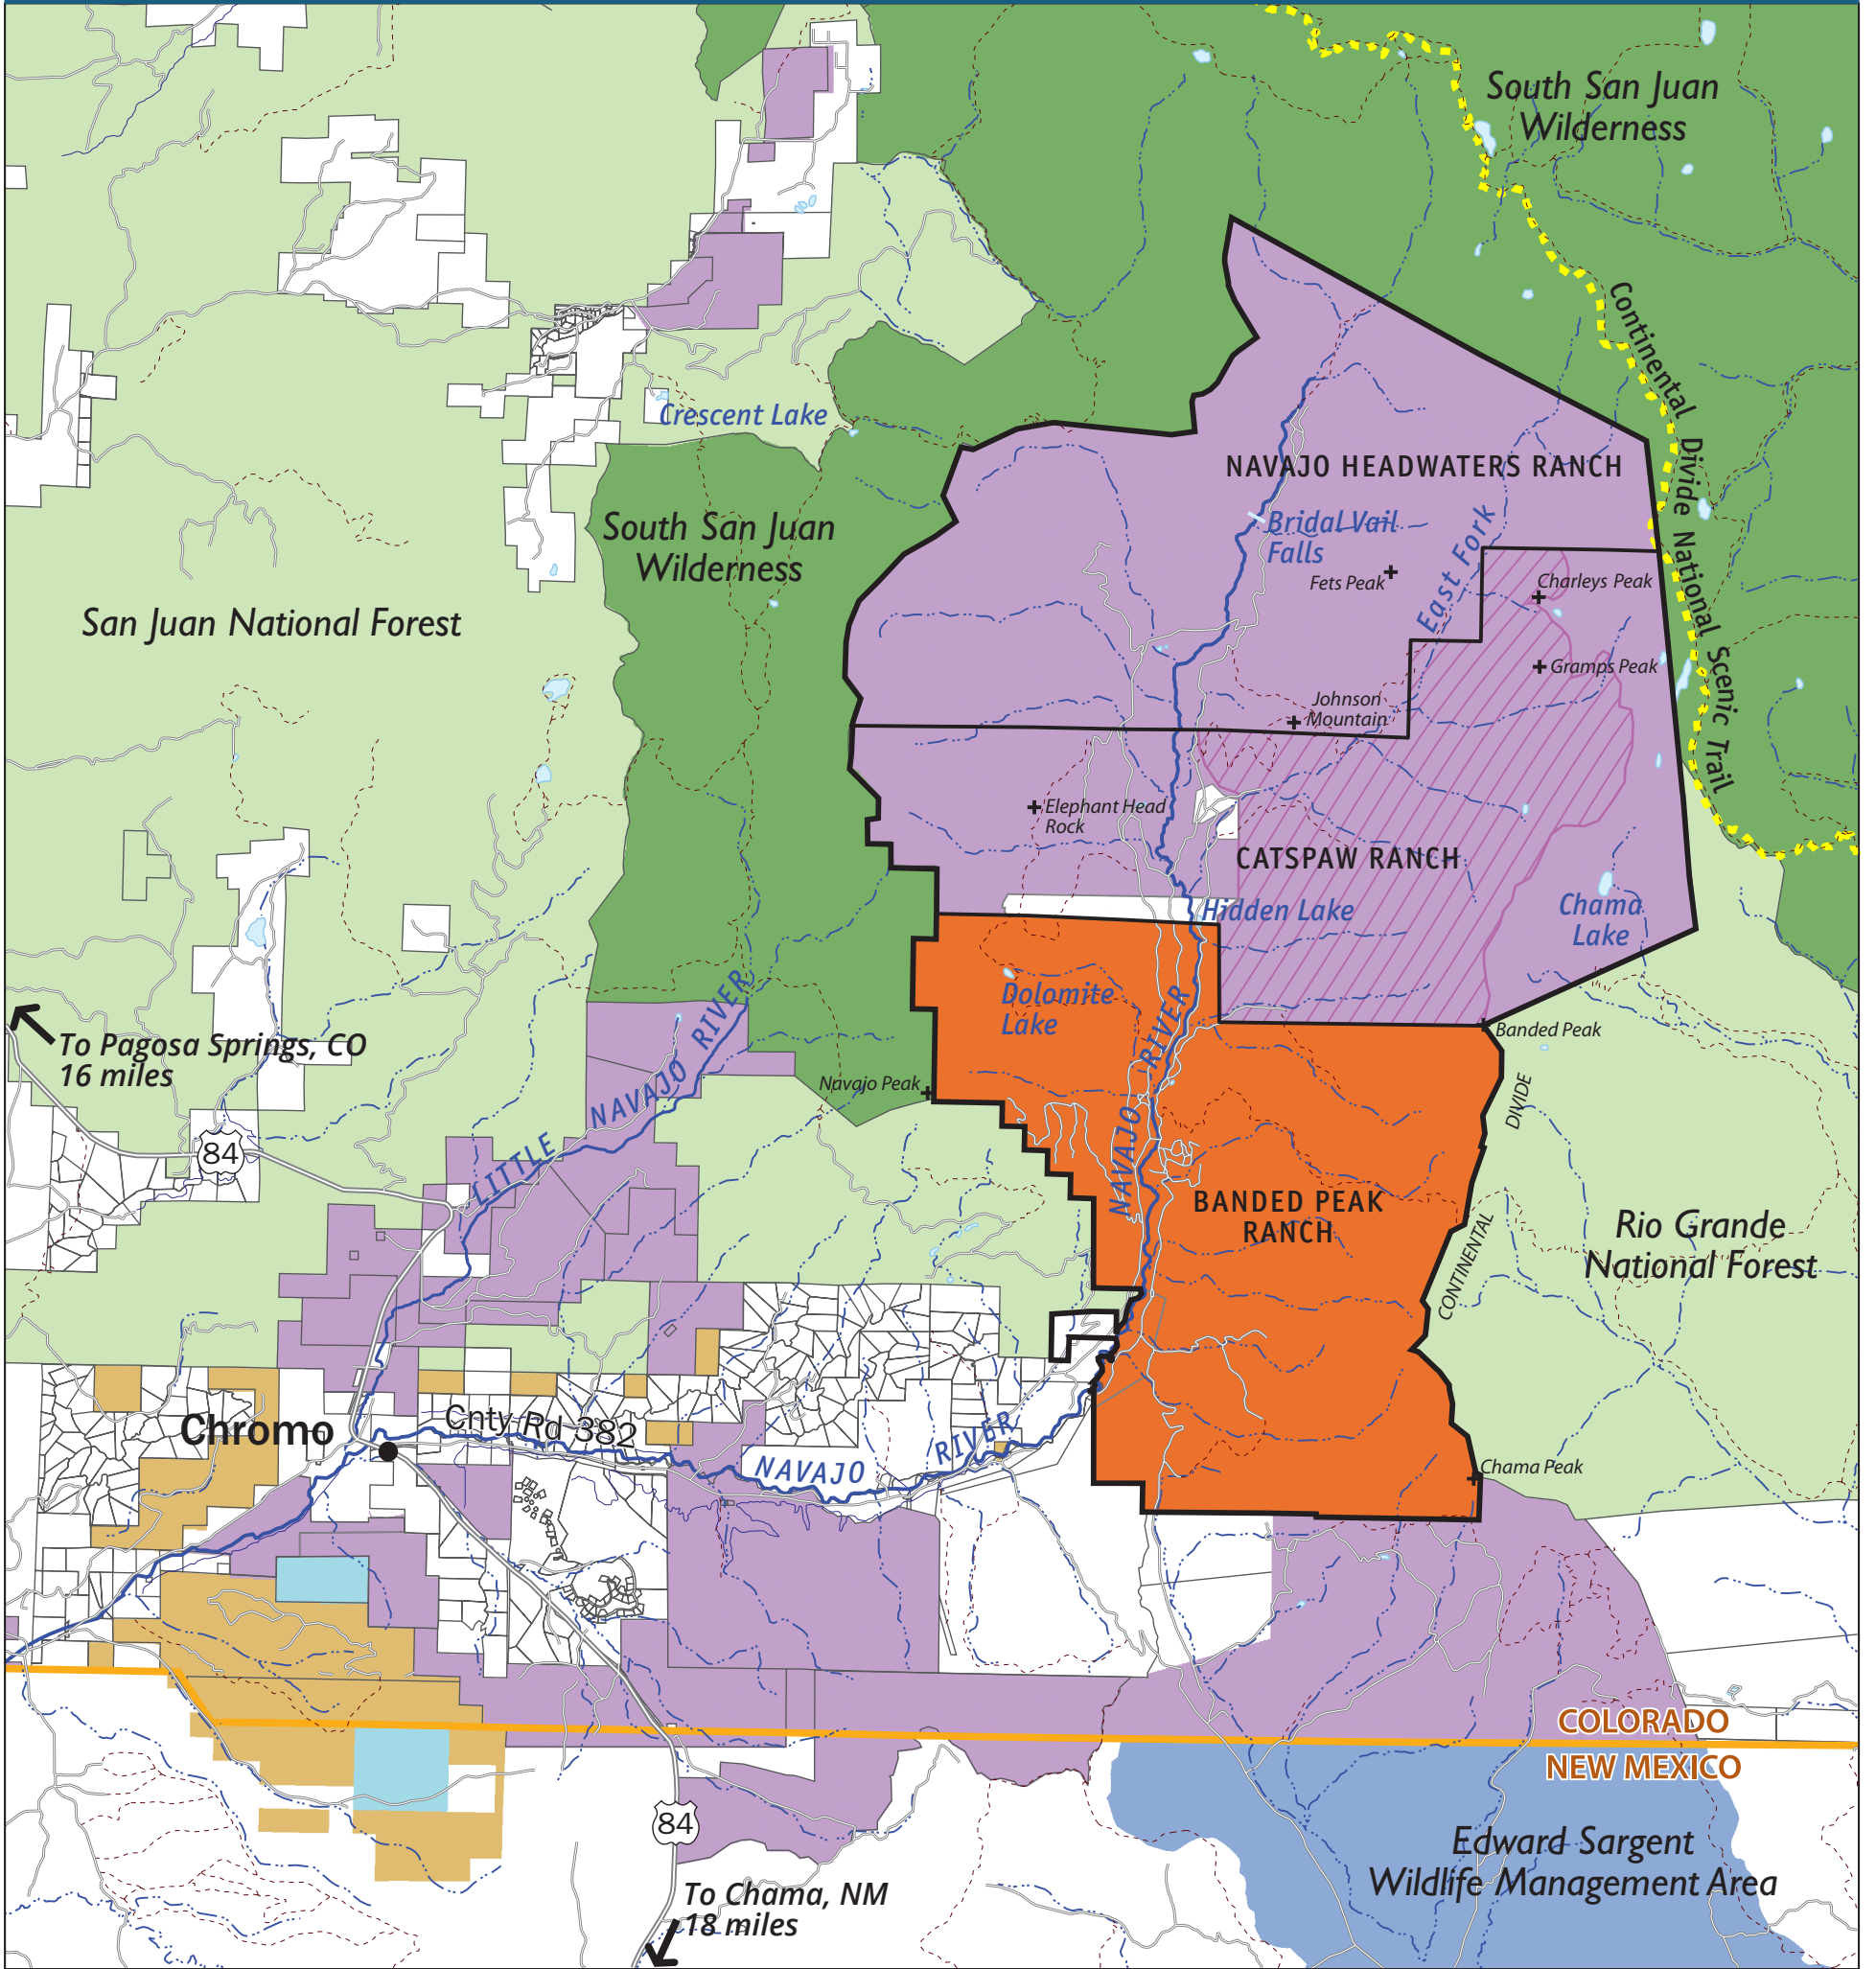 South San Juan
Wilderness
Continental Divide National Scenic Trail
Crescent Lake
NAVAJO HEADWATERS RANCH
South San Juan
Wilderness
Bridal Vail
Falls
East Fork
Fets Peak
Charleys Peak
San Juan National Forest
Gramps Peak
Johnson
Mountain
Elephant Head
Rock
CATSPAW RANCH
Hidden Lake
Chama
Lake
Dolomite
Lake
NAVAJO RIVER
To Pagosa Springs, CO
16 miles
Banded Peak
Navajo Peak
LITTLE NAVAJO RIVER
CONTINENTAL DIVIDE
84
BANDED PEAK
RANCH
Rio Grande
National Forest
Chromo
Cnty Rd 382
NAVAJO RIVER
Chama Peak
COLORADO
NEW MEXICO
84
Edward Sargent
Wildlife Management Area
To Chama, NM
18 miles